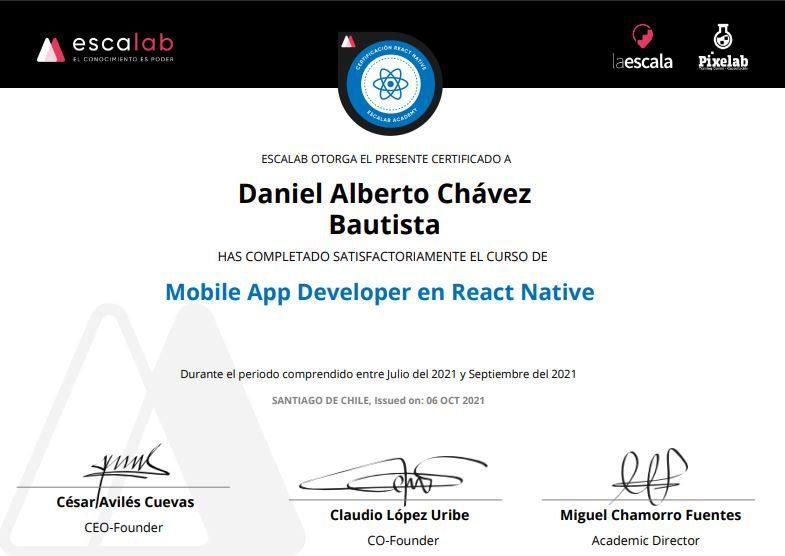 escalab
EL CONOCIMIENTO ES PODER
laescala
Pixelab
CERTIFICACIÓN REACT NATIVE
ESCALAB ACADEMY
ESCALAB OTORGA EL PRESENTE CERTIFICADO A
Daniel Alberto Chávez
Bautista
HAS COMPLETADO SATISFACTORIAMENTE EL CURSO DE
Mobile App Developer en React Native
Durante el periodo comprendido entre Julio del 2021 y Septiembre del 2021
SANTIAGO DE CHILE, Issued on: 06 OCT 2021
César Avilés Cuevas
CEO-Founder
Claudio López Uribe
CO-Founder
Miguel Chamorro Fuentes
Academic Director